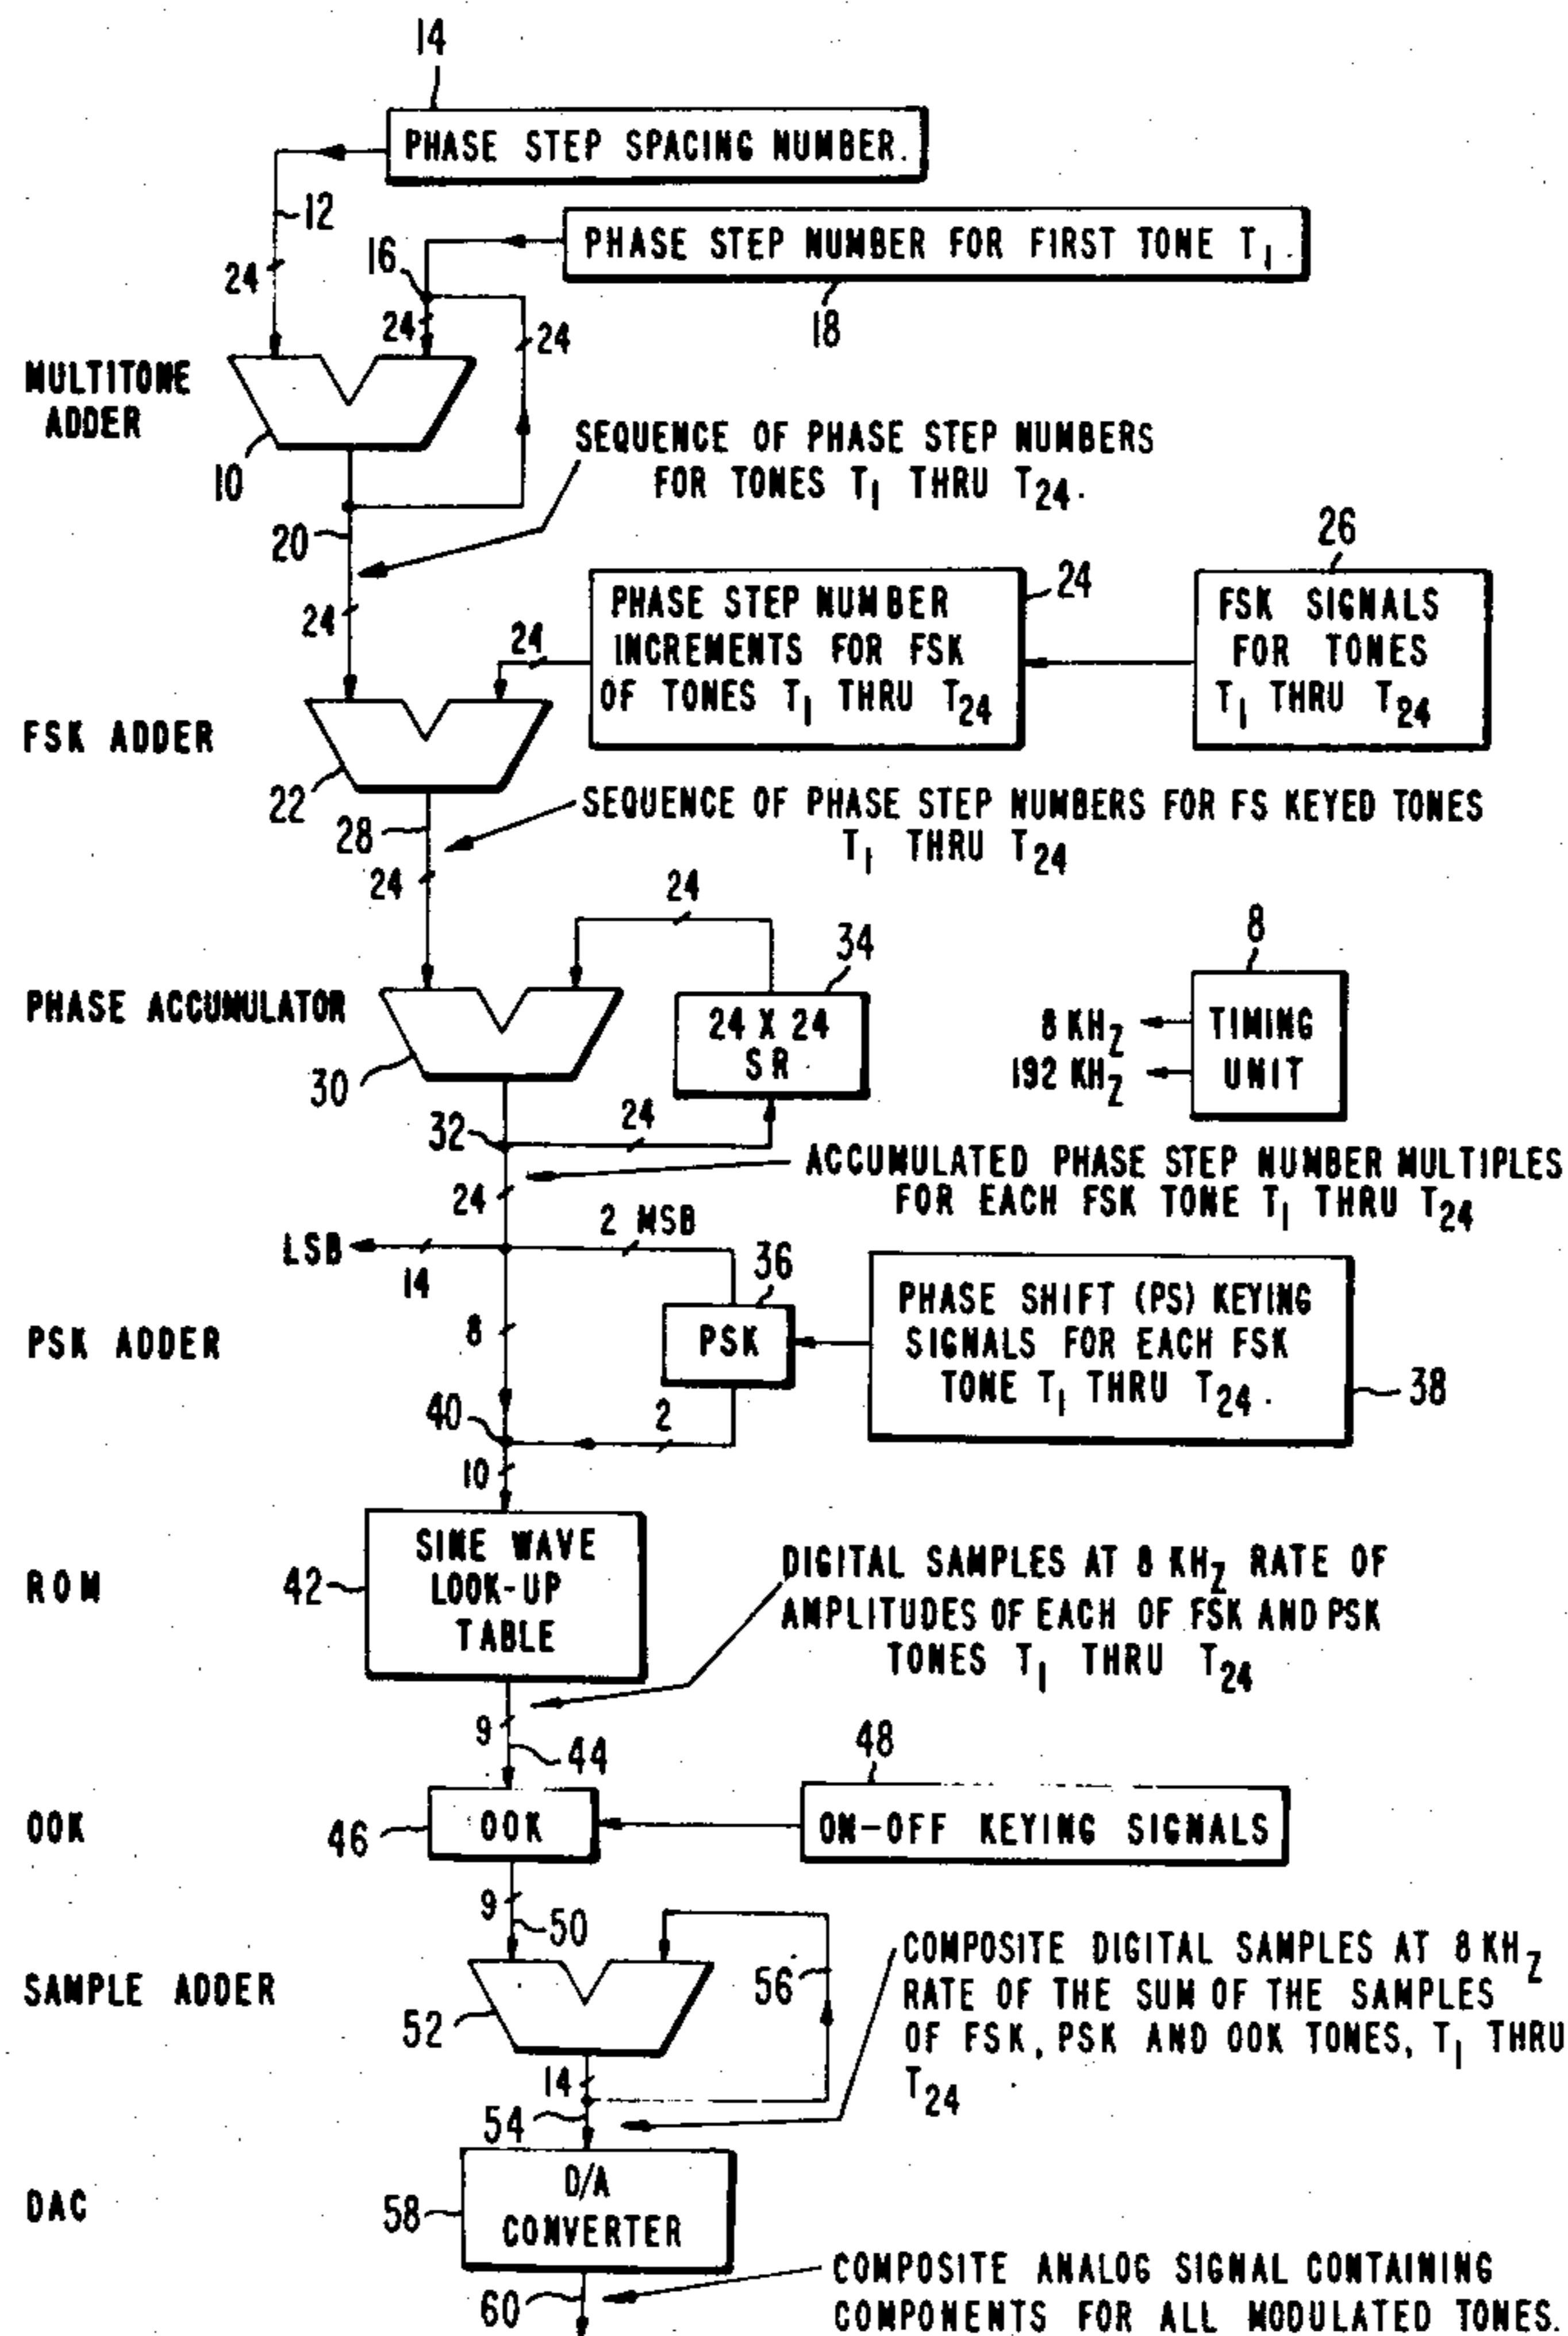 14
PHASE STEP SPACING NUMBER.
12
PHASE STEP NUMBER FOR FIRST TONE T1.
16
24
24
24
18
MULTITONE
ADDER
10
SEQUENCE OF PHASE STEP NUMBERS
FOR TONES T1 THRU T24.
20
26
24
24
PHASE STEP NUMBER
INCREMENTS FOR FSK
OF TONES T1 THRU T24
24
FSK SIGNALS
FOR TONES
T1 THRU T24
FSK ADDER
22
28
SEQUENCE OF PHASE STEP NUMBERS FOR FS KEYED TONES
T1 THRU T24
24
24
34
8
PHASE ACCUMULATOR
24 X 24
SR
8 KHZ
192 KHZ
TIMING
UNIT
30
32
24
ACCUMULATED PHASE STEP NUMBER MULTIPLES
FOR EACH FSK TONE T1 THRU T24
24
2 MSB
LSB
14
36
PHASE SHIFT (PS) KEYING
SIGNALS FOR EACH FSK
TONE T1 THRU T24.
PSK ADDER
8
PSK
38
40
2
10
ROM
42
SINE WAVE
LOOK-UP
TABLE
DIGITAL SAMPLES AT 8 KHZ RATE OF
AMPLITUDES OF EACH OF FSK AND PSK
TONES T1 THRU T24
9
44
48
OOK
46
OOK
ON-OFF KEYING SIGNALS
9
50
SAMPLE ADDER
52
56
COMPOSITE DIGITAL SAMPLES AT 8 KHZ
RATE OF THE SUM OF THE SAMPLES
OF FSK, PSK AND OOK TONES, T1 THRU
T24
14
54
DAC
58
D/A
CONVERTER
60
COMPOSITE ANALOG SIGNAL CONTAINING
COMPONENTS FOR ALL MODULATED TONES.